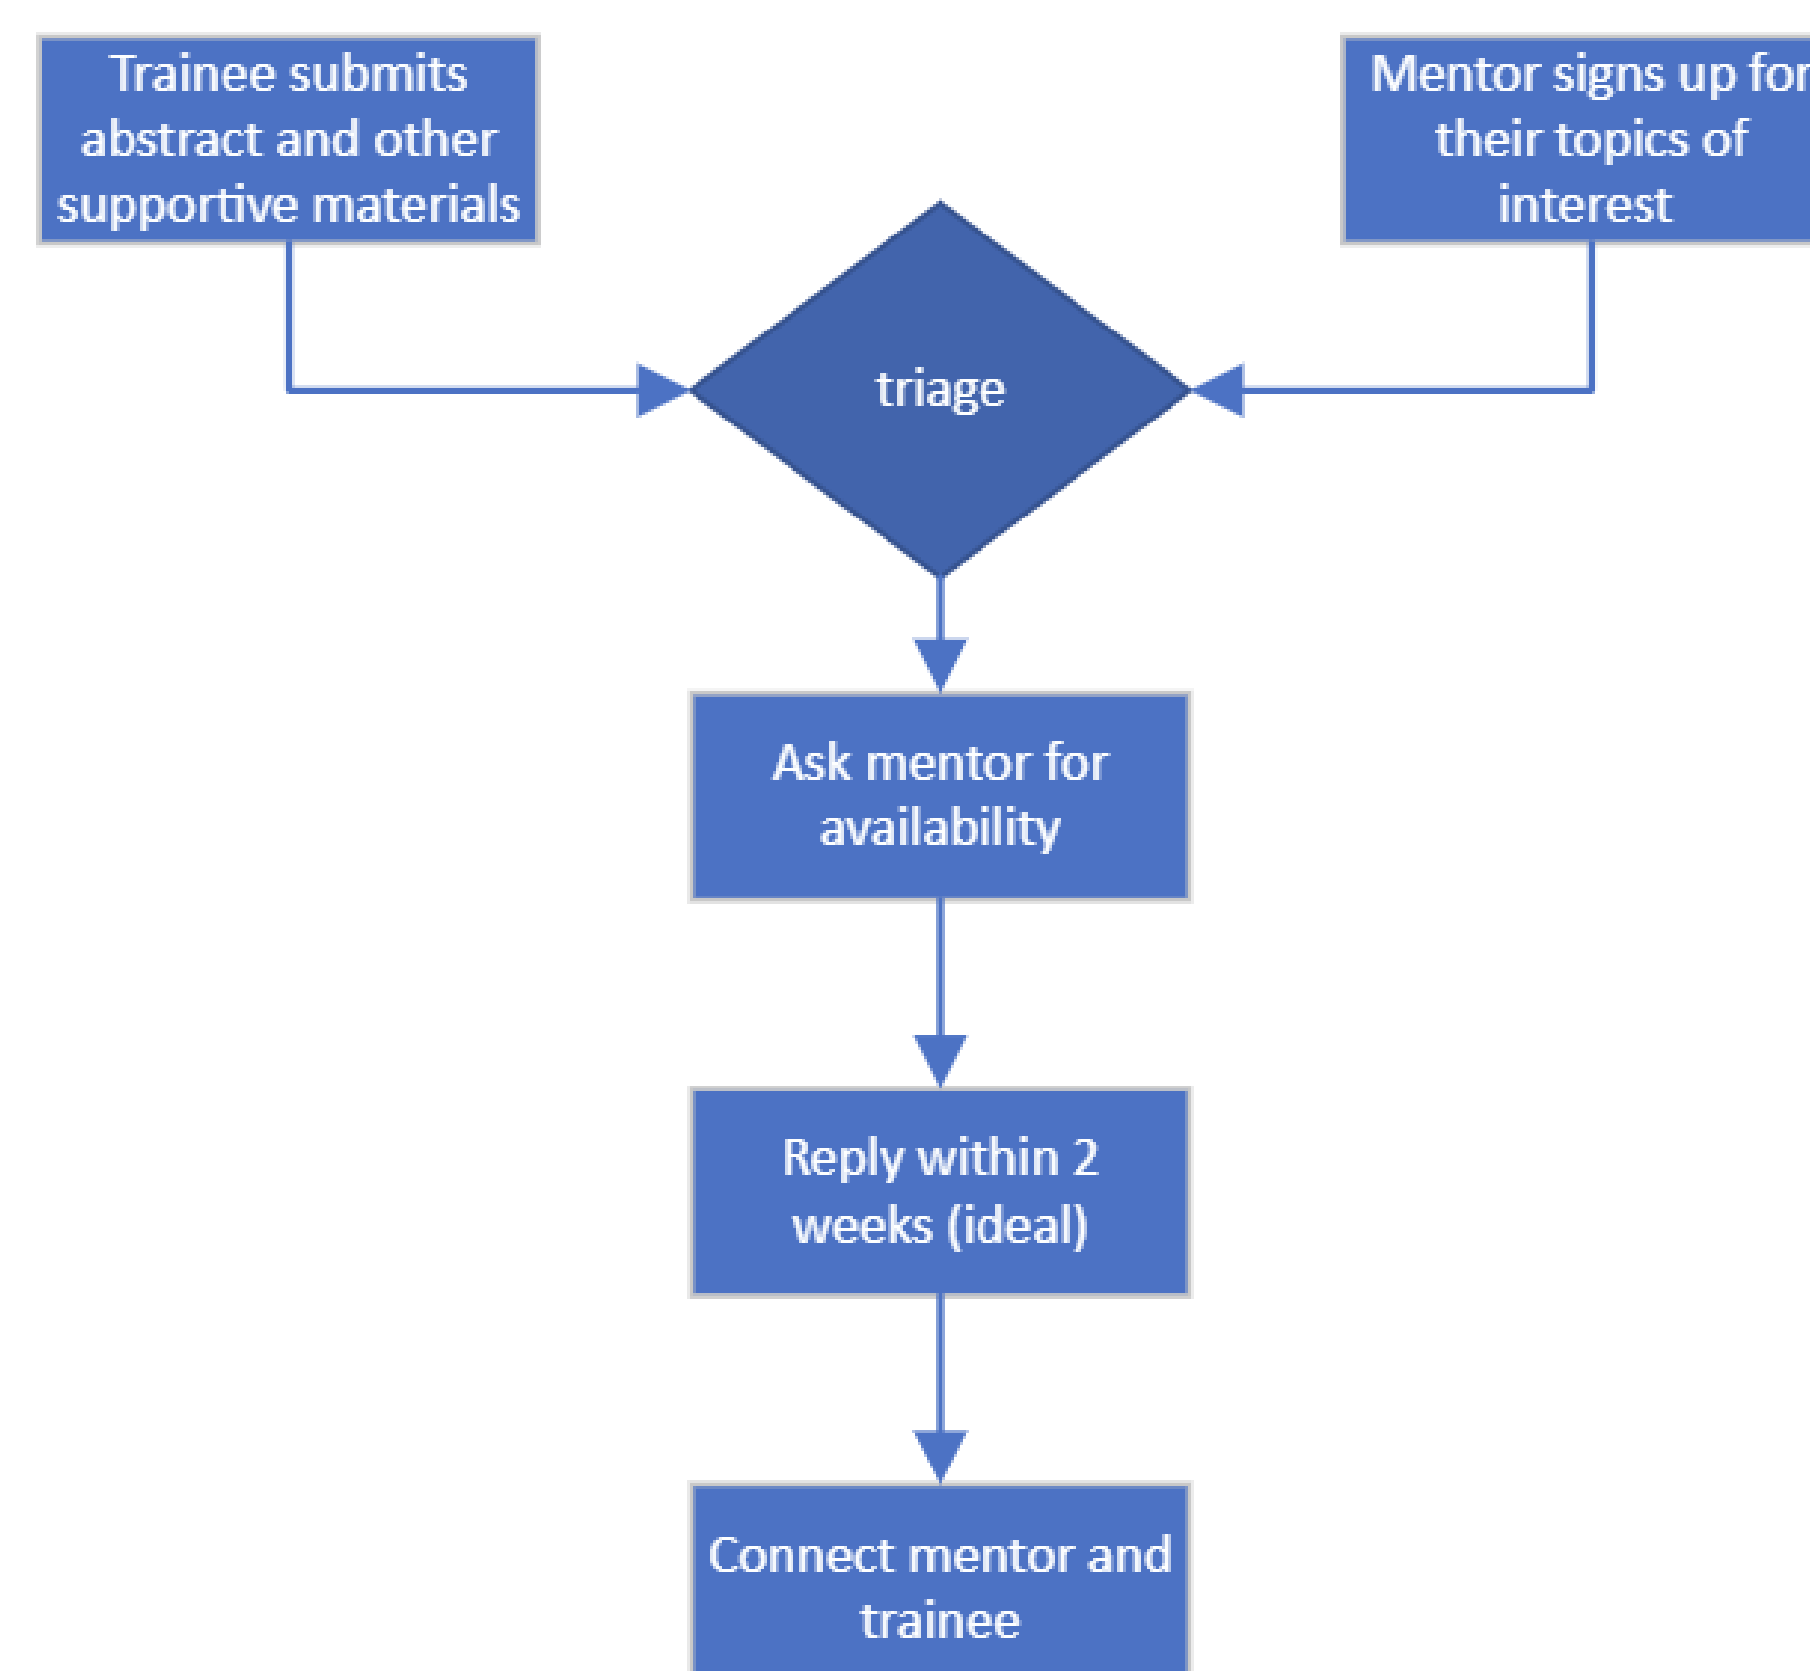 Trainee submits
abstract and other
supportive materials
Mentor signs up for
their topics of
interest
triage
Ask mentor for
availability
Reply within 2
weeks (ideal)
Connect mentor and
trainee